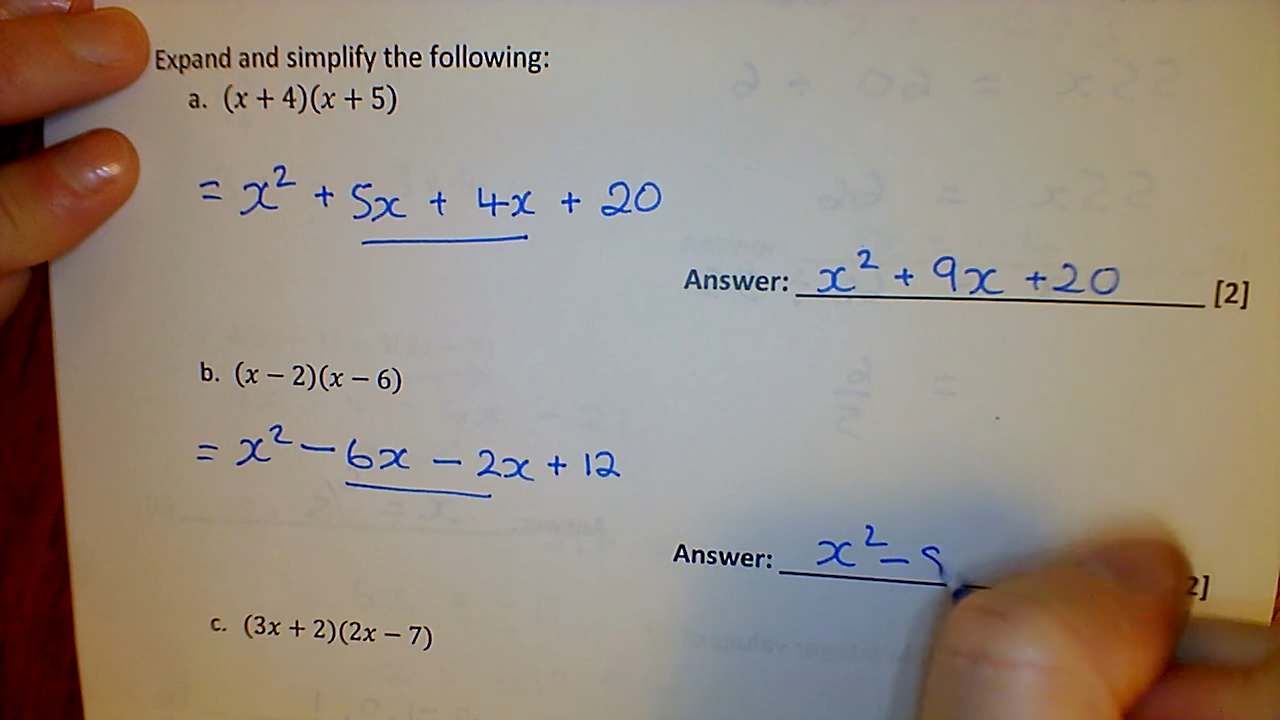 Expand and simplify the following:
a. (x + 4)(x + 5)
= x² + 5x + 4x + 20
Answer: x² + 9x + 20 [2]
b. (x − 2)(x − 6)
= x² − 6x − 2x + 12
Answer: x² − 2]
c. (3x + 2)(2x − 7)